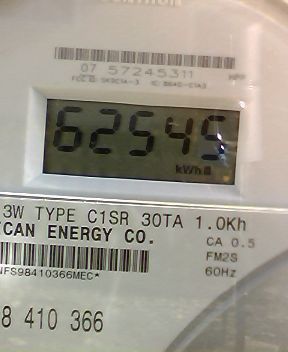 07 57245311
62545
kWh
3W TYPE C1SR 30TA 1.0Kh
CAN ENERGY CO.
CA 0.5
FM2S
NFS98410366MEC*
60Hz
8 410 366